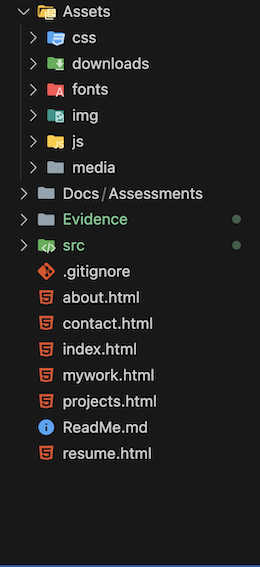 Assets
css
downloads
fonts
img
js
media
Docs/Assessments
Evidence
src
.gitignore
about.html
contact.html
index.html
mywork.html
projects.html
ReadMe.md
resume.html